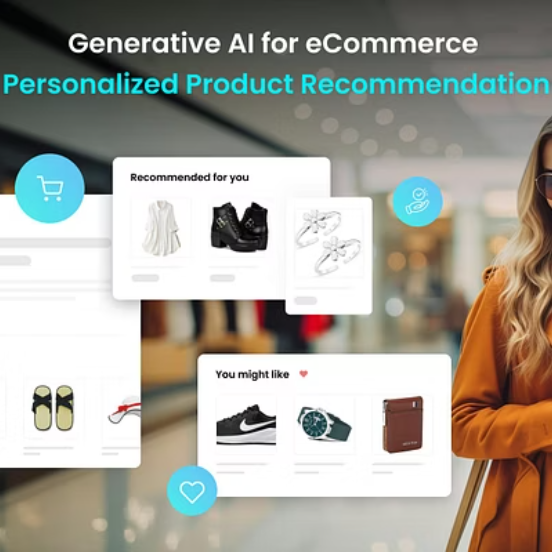 Generative AI for eCommerce
Personalized Product Recommendation
Recommended for you
You might like